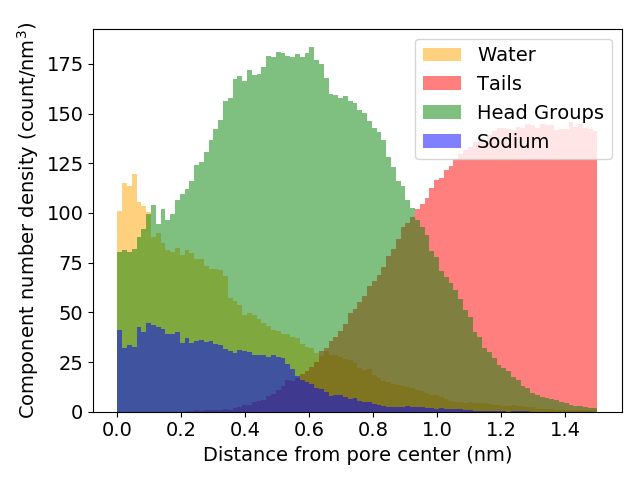 Component number density (count/nm³)
175
150
125
100
75
50
25
0
Water
Tails
Head Groups
Sodium
0.0 0.2 0.4 0.6 0.8 1.0 1.2 1.4
Distance from pore center (nm)